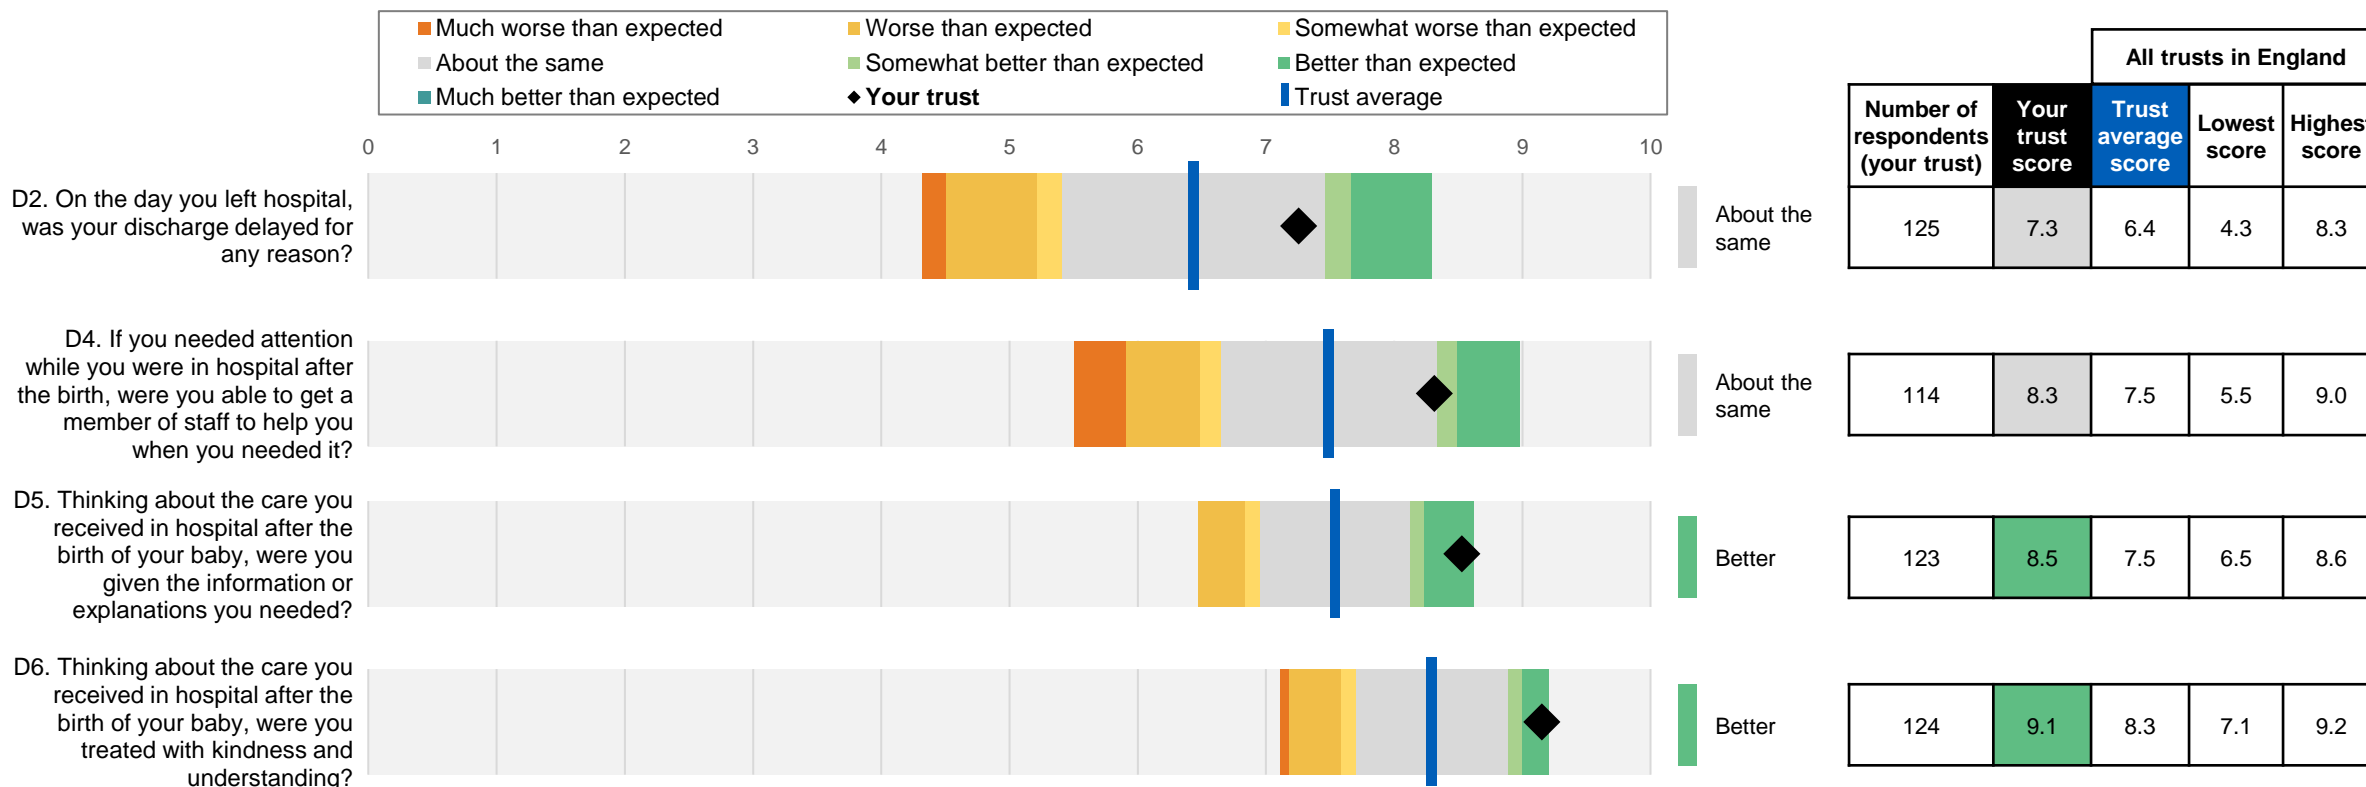 Much worse than expected
Worse than expected
Somewhat worse than expected
About the same
Somewhat better than expected
Better than expected
Much better than expected
Your trust
Trust average
All trusts in England
Number of
respondents
(your trust)
Your
trust
score
Trust
average
score
Lowest
score
Highest
score
0 1 2 3 4 5 6 7 8 9 10
D2. On the day you left hospital,
was your discharge delayed for
any reason?
About the
same
125 7.3 6.4 4.3 8.3
D4. If you needed attention
while you were in hospital after
the birth, were you able to get a
member of staff to help you
when you needed it?
About the
same
114 8.3 7.5 5.5 9.0
D5. Thinking about the care you
received in hospital after the
birth of your baby, were you
given the information or
explanations you needed?
Better
123 8.5 7.5 6.5 8.6
D6. Thinking about the care you
received in hospital after the
birth of your baby, were you
treated with kindness and
understanding?
Better
124 9.1 8.3 7.1 9.2